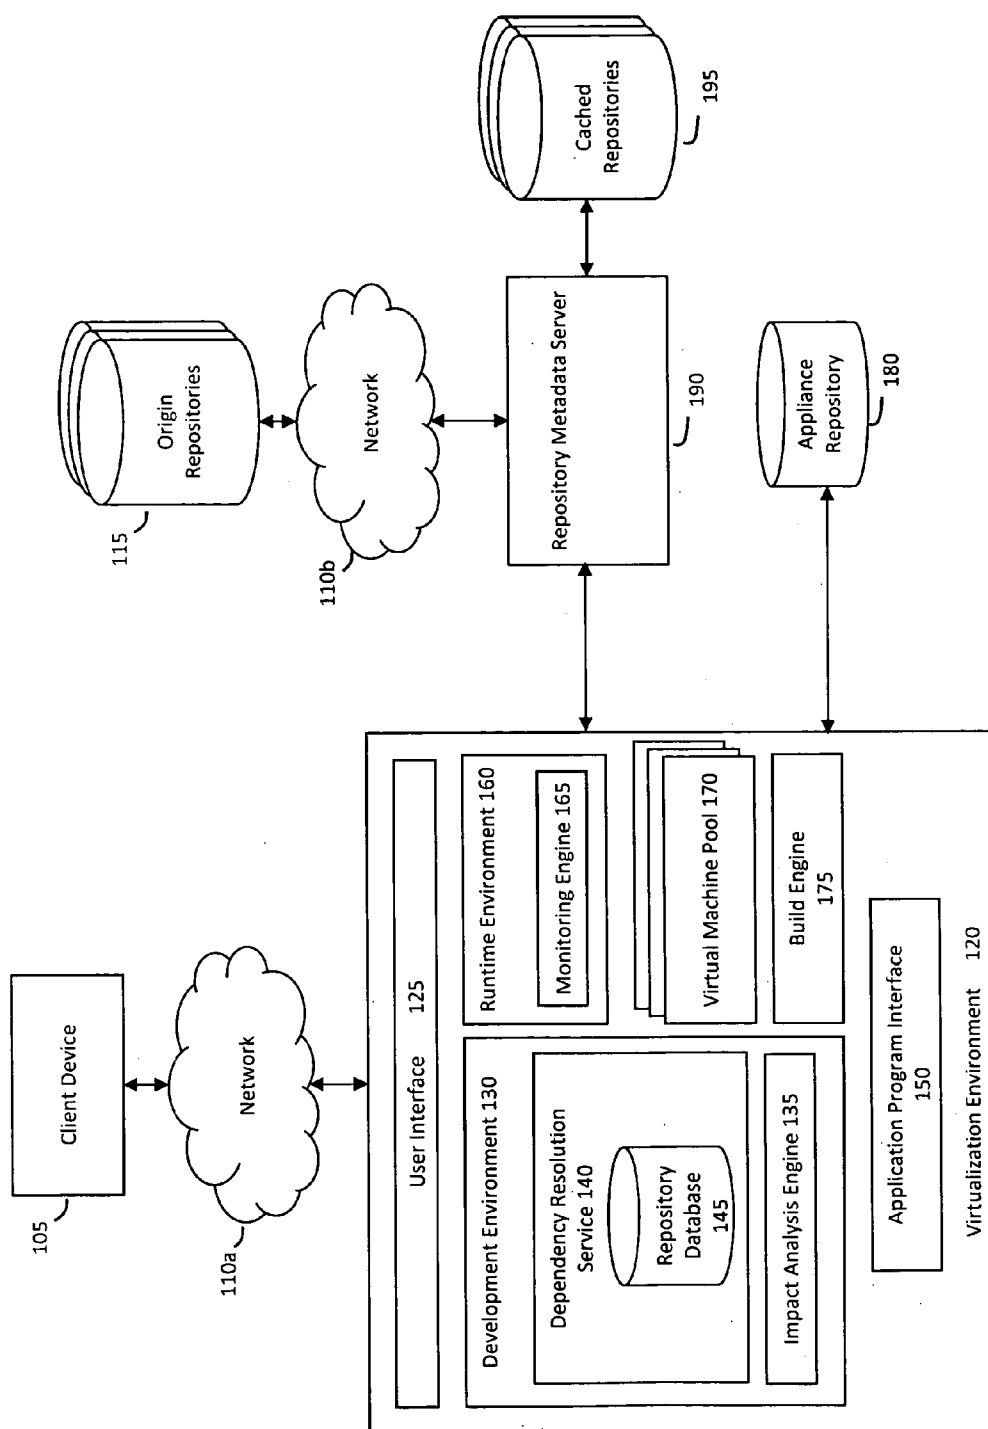 Client Device
105
Network
110a
User Interface 125
Development Environment 130
Dependency Resolution
Service 140
Repository
Database
145
Impact Analysis Engine 135
Runtime Environment 160
Monitoring Engine 165
Virtual Machine Pool 170
Build Engine
175
Application Program Interface
150
Virtualization Environment 120
Origin
Repositories
115
Network
110b
Repository Metadata Server
190
Cached
Repositories
195
Appliance
Repository
180